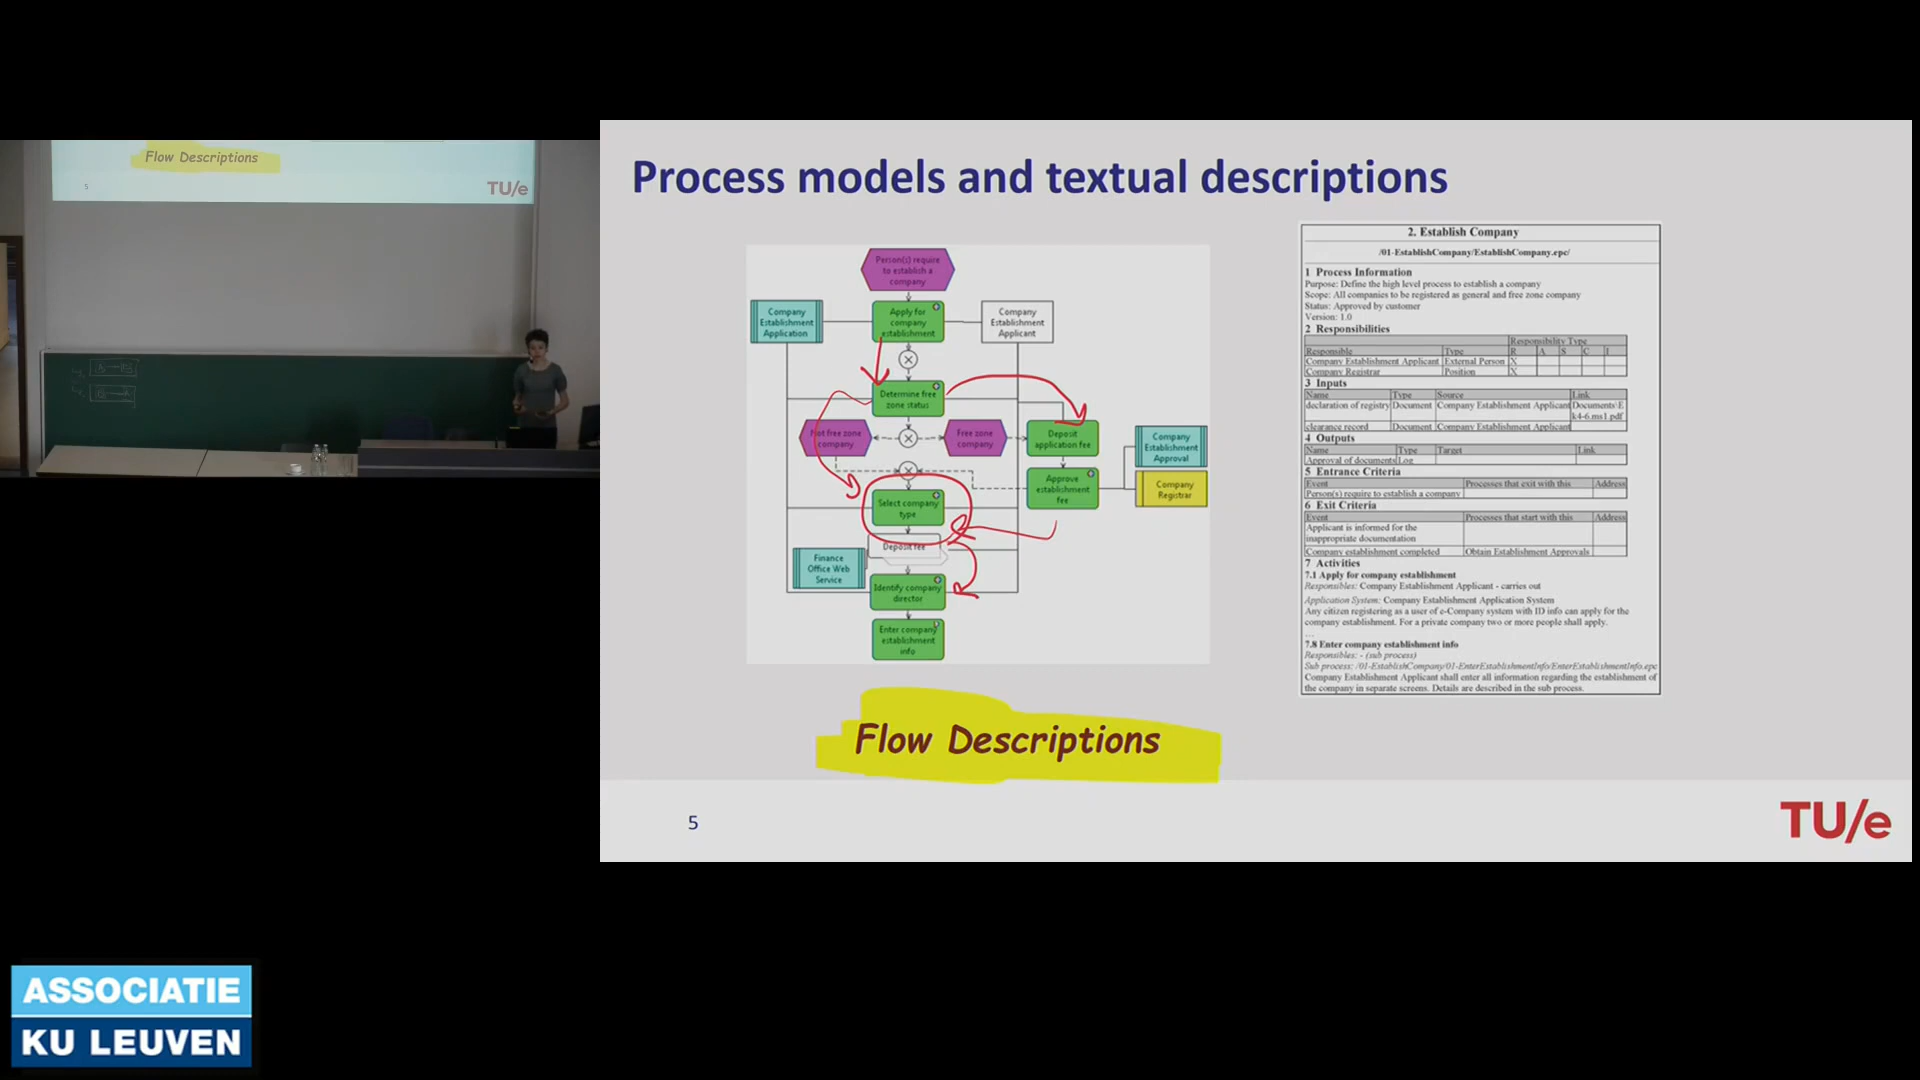 Flow Descriptions
5
TU/e
Process models and textual descriptions
Person(s) require
to establish a
company
Company
Establishment
Application
Apply for
company
establishment
Company
Establishment
Applicant
Determine free
zone status
Not free zone
company
Free zone
company
Deposit
application fee
Company
Establishment
Approval
Approve
establishment
fee
Company
Registrar
Select company
type
Deposit fee
Finance
Office Web
Service
Identify company
director
Enter company
establishment
info
Flow Descriptions
2. Establish Company
/01-EstablishCompany/EstablishCompany.epc/
1 Process Information
Purpose: Define the high level process to establish a company
Scope: All companies to be registered as general and free zone company
Status: Approved by customer
Version: 1.0
2 Responsibilities
Responsibility Type
Responsible Type R A S C I
Company Establishment Applicant External Person X
Company Registrar Position X
3 Inputs
Name Type Source Link
declaration of registry Document Company Establishment Applicant Documents\E
k4-6.ms1.pdf
clearance record Document Company Establishment Applicant
4 Outputs
Name Type Target Link
Approval of documents Log
5 Entrance Criteria
Event Processes that exit with this Address
Person(s) require to establish a company
6 Exit Criteria
Event Processes that start with this Address
Applicant is informed for the
inappropriate documentation
Company establishment completed Obtain Establishment Approvals
7 Activities
7.1 Apply for company establishment
Responsibles: Company Establishment Applicant - carries out
Application System: Company Establishment Application System
Any citizen registering as a user of e-Company system with ID info can apply for the
company establishment. For a private company two or more people shall apply.
...
7.8 Enter company establishment info
Responsibles: - (sub process)
Sub process: /01-EstablishCompany/01-EnterEstablishmentInfo/EnterEstablishmentInfo.epc
Company Establishment Applicant shall enter all information regarding the establishment of
the company in separate screens. Details are described in the sub process.
5
TU/e
ASSOCIATIE
KU LEUVEN